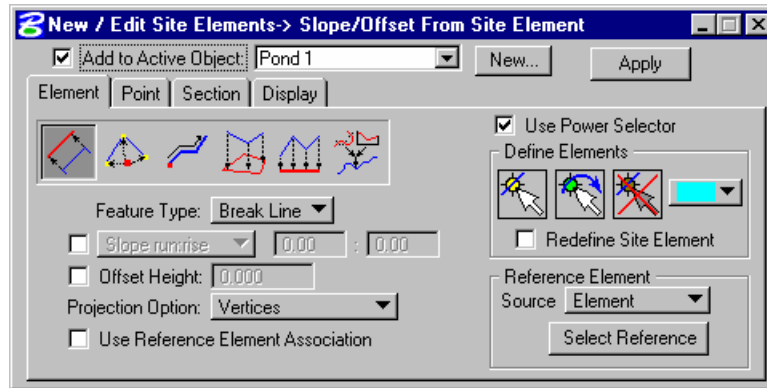 New / Edit Site Elements-> Slope/Offset From Site Element
Add to Active Object: Pond 1 New... Apply
Element Point Section Display
Use Power Selector
Define Elements
Feature Type: Break Line
Slope run:rise 0.00 : 0.00
Redefine Site Element
Offset Height: 0.000
Reference Element
Projection Option: Vertices
Source Element
Use Reference Element Association
Select Reference